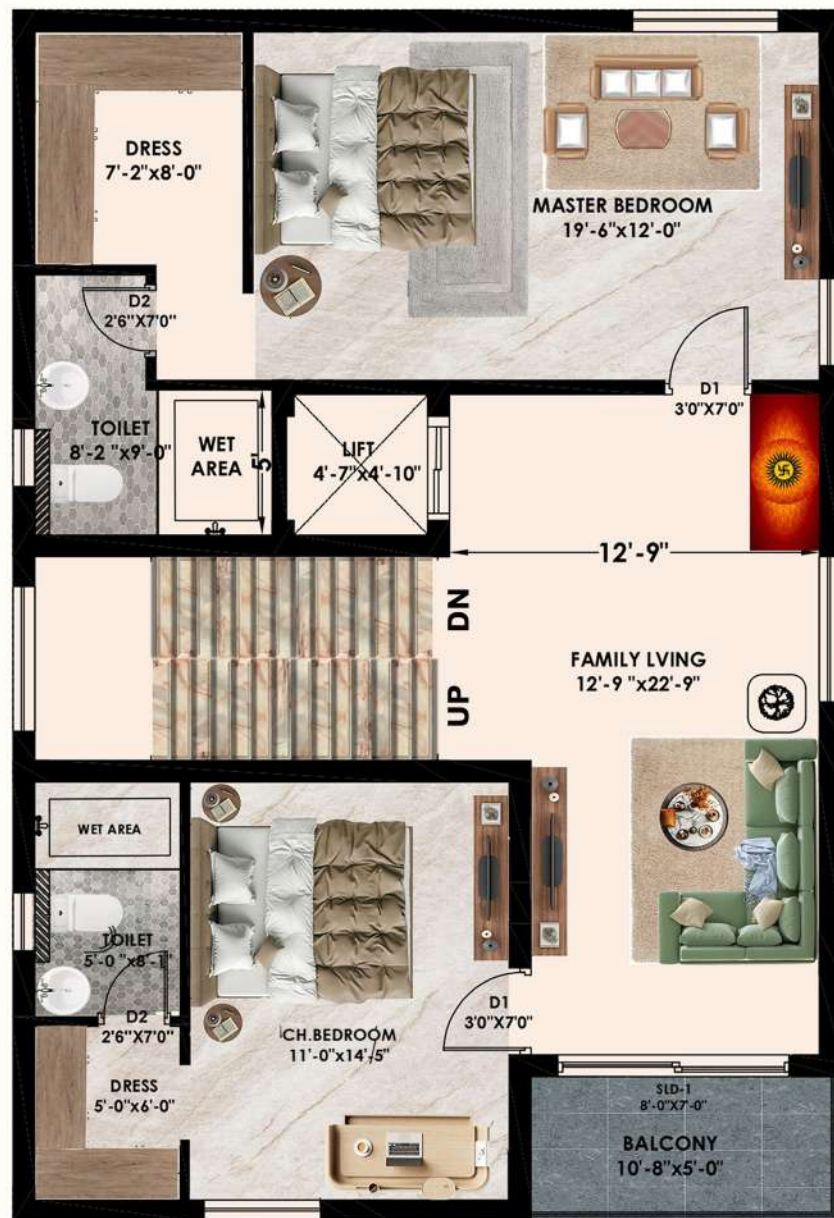 DRESS
7'-2"x8'-0"
MASTER BEDROOM
19'-6"x12'-0"
D2
2'6"X7'0"
D1
3'0"X7'0"
TOILET
8'-2 "x9'-0"
WET
AREA
5'
LIFT
4'-7"x4'-10"
12'-9"
DN
UP
FAMILY LVING
12'-9 "x22'-9"
WET AREA
TOILET
5'-0 "x8'-1"
D2
2'6"X7'0"
D1
3'0"X7'0"
CH.BEDROOM
11'-0"x14'-5"
DRESS
5'-0"x6'-0"
SLD-1
8'-0"X7'-0"
BALCONY
10'-8"x5'-0"